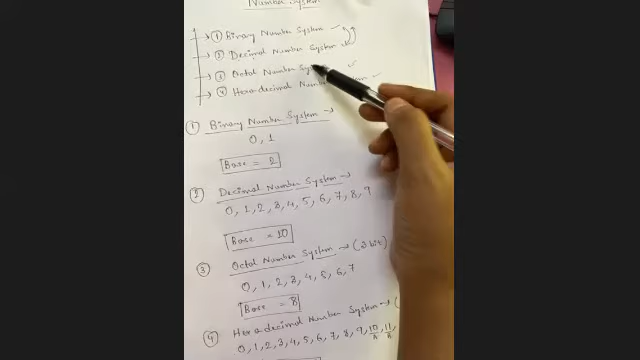 Number System
① Binary Number System
② Decimal Number System
③ Octal Number Sys
④ Hexadecimal Num
① Binary Number System →
0, 1
Base = 2
② Decimal Number System →
0, 1, 2, 3, 4, 5, 6, 7, 8, 9
Base = 10
③ Octal Number System → (3 bit)
0, 1, 2, 3, 4, 5, 6, 7
Base = 8
④ Hexadecimal Number System → (
0, 1, 2, 3, 4, 5, 6, 7, 8, 9, 10, 11,